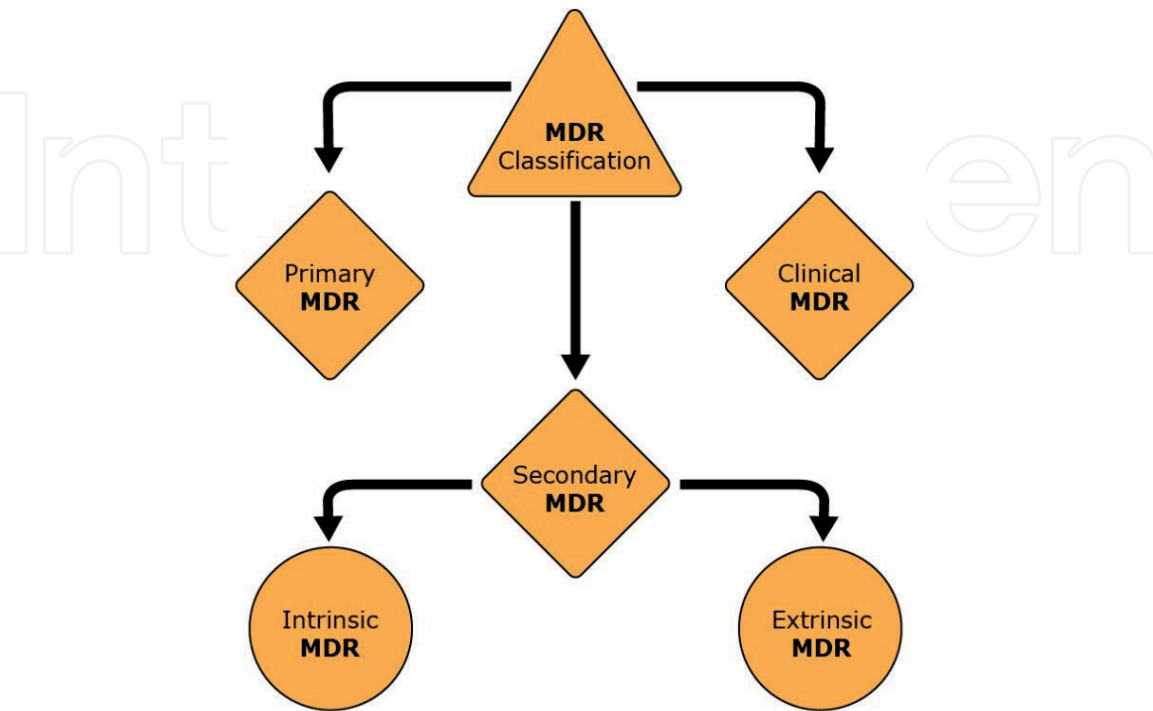 MDR
Classification
Primary
MDR
Clinical
MDR
Secondary
MDR
Intrinsic
MDR
Extrinsic
MDR